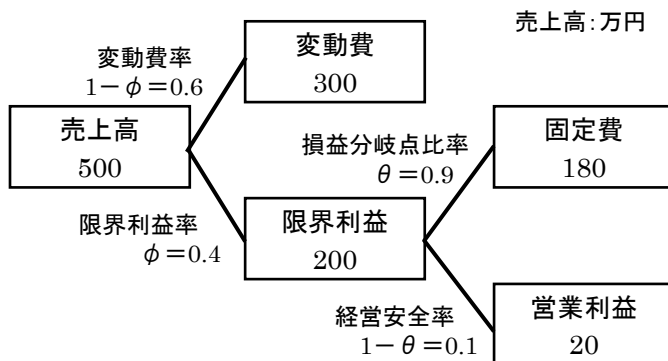 売上高：万円
変動費率
1－φ＝0.6
変動費
300
売上高
500
損益分岐点比率
θ＝0.9
固定費
180
限界利益率
φ＝0.4
限界利益
200
経営安全率
1－θ＝0.1
営業利益
20